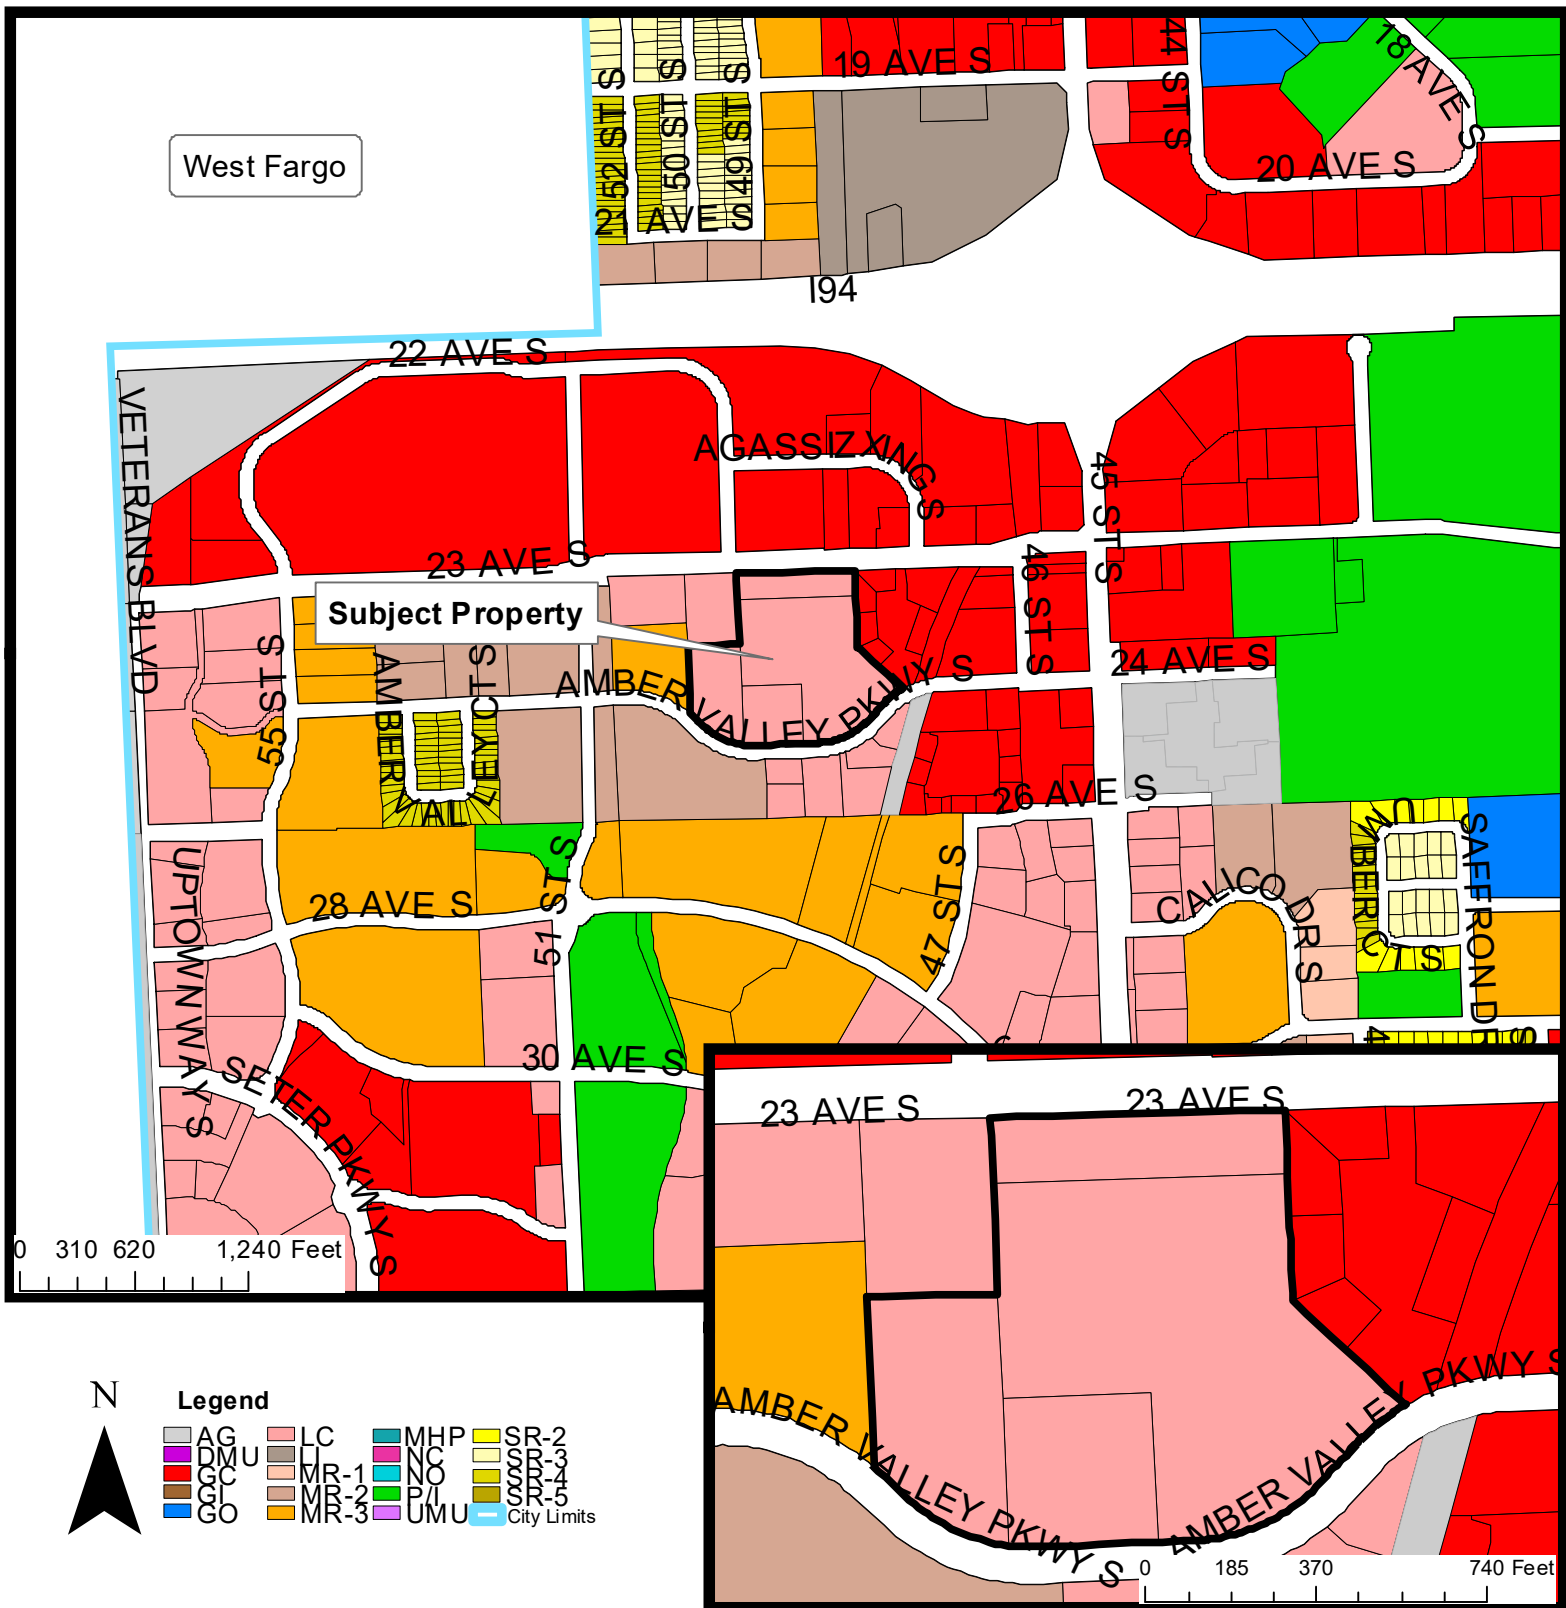 19 AVE S
44 ST S
18 AVE S
52 ST S
50 ST S
49 ST S
West Fargo
20 AVE S
21 AVE S
I94
22 AVE S
VETERANS BLVD
AGASSIZ XING S
45 ST S
23 AVE S
46 ST S
Subject Property
55 ST S
AMBER VALLEY CT S
AMBER VALLEY PKWY S
24 AVE S
26 AVE S
UMBER CT S
SAFFRON DR S
UPTOWN WAY S
28 AVE S
51 ST S
47 ST S
CALICO DR S
30 AVE S
SETER PKWY S
4
S
0 310 620 1,240 Feet
23 AVE S
23 AVE S
AMBER VALLEY PKWY S
AMBER VALLEY PKWY S
0 185 370 740 Feet
N
Legend
AG
DMU
GC
GI
GO
LC
LI
MR-1
MR-2
MR-3
MHP
NC
NO
P/I
UMU
SR-2
SR-3
SR-4
SR-5
City Limits